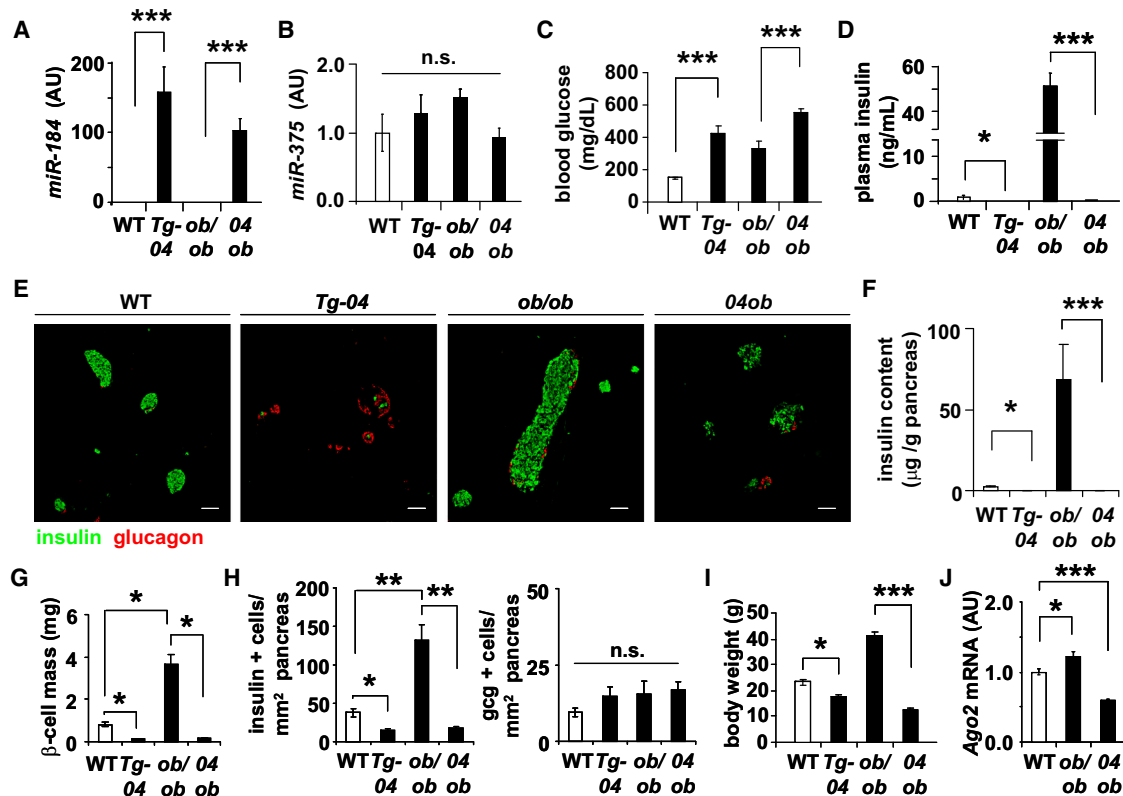 A
***
***
miR-184 (AU)
200
100
0
WT Tg- ob/ 04
04 ob ob
B
n.s.
miR-375 (AU)
2.0
1.0
0.0
WT Tg- ob/ 04
04 ob ob
C
***
***
blood glucose
(mg/dL)
800
600
400
200
0
WT Tg- ob/ 04
04 ob ob
D
***
*
plasma insulin
(ng/mL)
60
50
10
0
WT Tg- ob/ 04
04 ob ob
E
WT Tg-04 ob/ob 04ob
insulin glucagon
F
***
*
insulin content
(μg /g pancreas)
100
50
0
WT Tg- ob/ 04
04 ob ob
G
*
*
*
β-cell mass (mg)
6
4
2
0
WT Tg- ob/ 04
04 ob ob
H
**
**
*
insulin + cells/
mm² pancreas
200
150
100
50
0
WT Tg- ob/ 04
04 ob ob
n.s.
gcg + cells/
mm² pancreas
50
25
0
WT Tg- ob/ 04
04 ob ob
I
***
*
body weight (g)
50
40
30
20
10
0
WT Tg- ob/ 04
04 ob ob
J
***
*
Ago2 mRNA (AU)
2.0
1.0
0.0
WT ob/ 04
ob ob